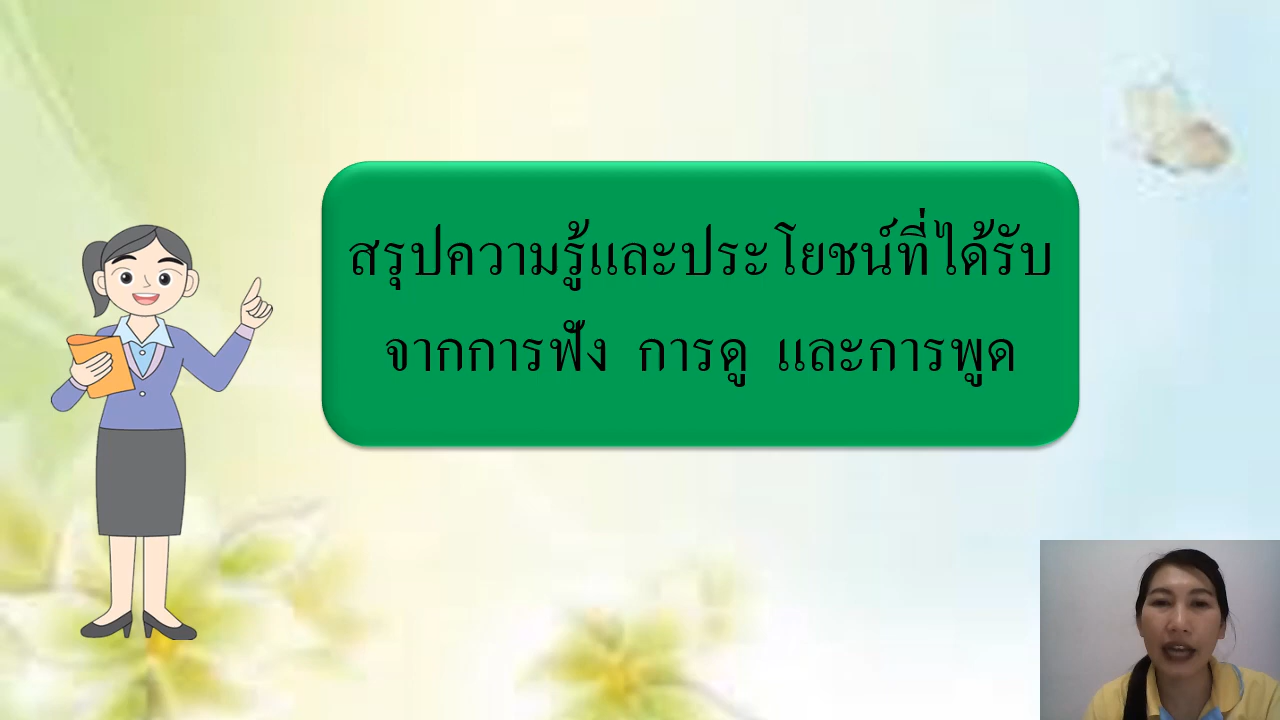 สรุปความรู้และประโยชน์ที่ได้รับ
จากการฟัง การดู และการพูด